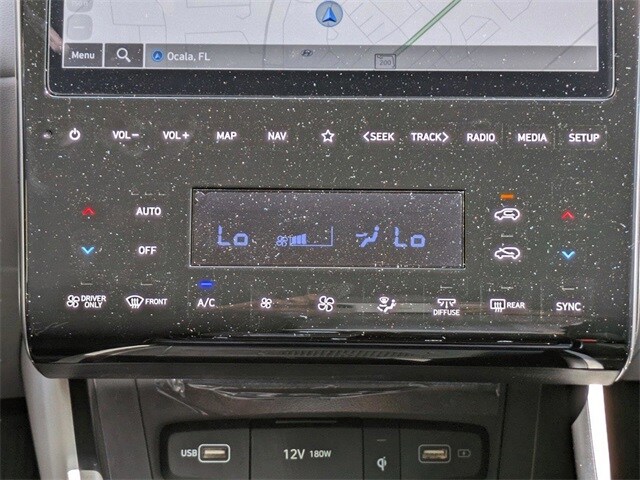 Menu
Ocala, FL
200
VOL− VOL+ MAP NAV <SEEK TRACK> RADIO MEDIA SETUP
AUTO
Lo Lo
OFF
DRIVER ONLY FRONT A/C DIFFUSE REAR SYNC
USB 12V 180W